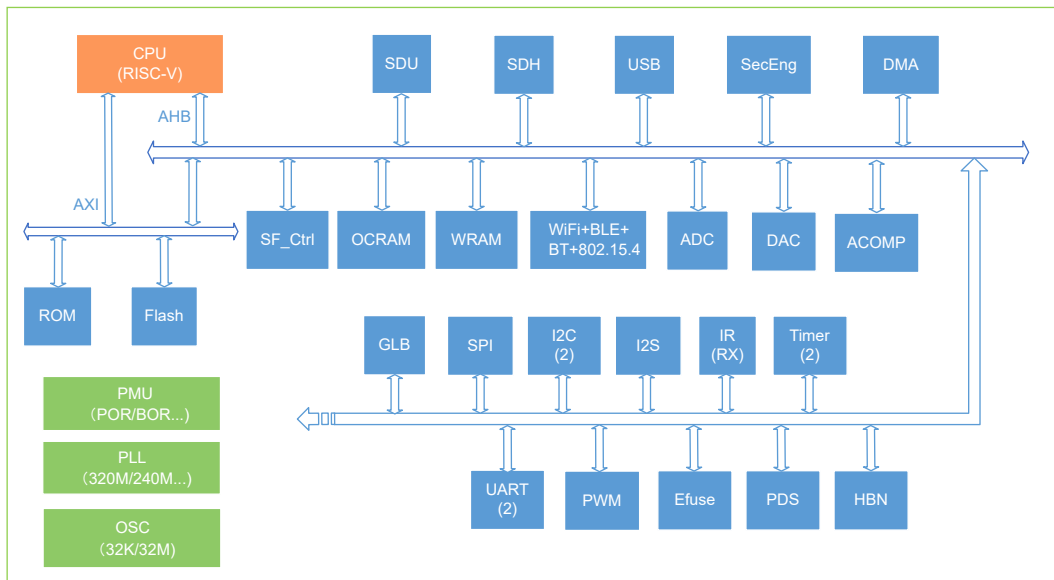 CPU
(RISC-V)
SDU
SDH
USB
SecEng
DMA
AHB
AXI
SF_Ctrl
OCRAM
WRAM
WiFi+BLE+
BT+802.15.4
ADC
DAC
ACOMP
ROM
Flash
GLB
SPI
I2C
(2)
I2S
IR
(RX)
Timer
(2)
PMU
（POR/BOR...）
PLL
（320M/240M...）
OSC
（32K/32M)
UART
(2)
PWM
Efuse
PDS
HBN